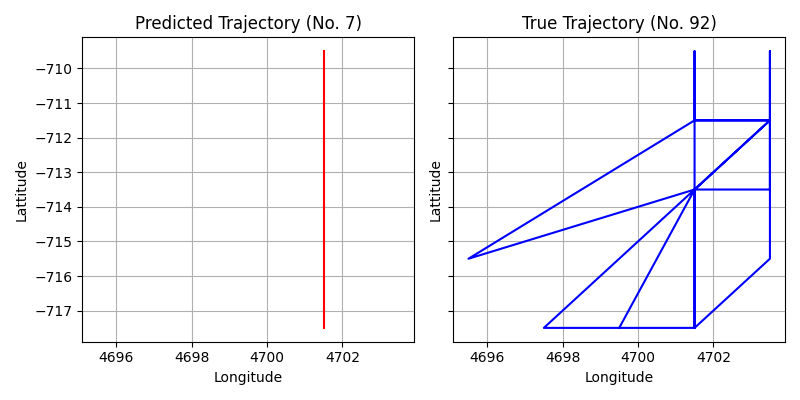 Predicted Trajectory (No. 7)
True Trajectory (No. 92)
−710
−711
−712
−713
−714
−715
−716
−717
Lattitude
Lattitude
4696 4698 4700 4702
4696 4698 4700 4702
Longitude
Longitude